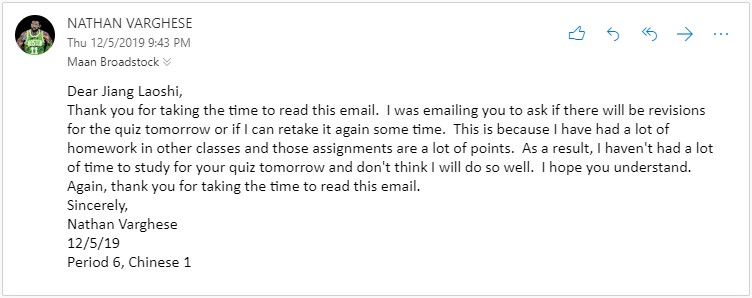 NATHAN VARGHESE
Thu 12/5/2019 9:43 PM
Maan Broadstock
Dear Jiang Laoshi,
Thank you for taking the time to read this email.  I was emailing you to ask if there will be revisions
for the quiz tomorrow or if I can retake it again some time.  This is because I have had a lot of
homework in other classes and those assignments are a lot of points.  As a result, I haven't had a lot
of time to study for your quiz tomorrow and don't think I will do so well.  I hope you understand.
Again, thank you for taking the time to read this email.
Sincerely,
Nathan Varghese
12/5/19
Period 6, Chinese 1